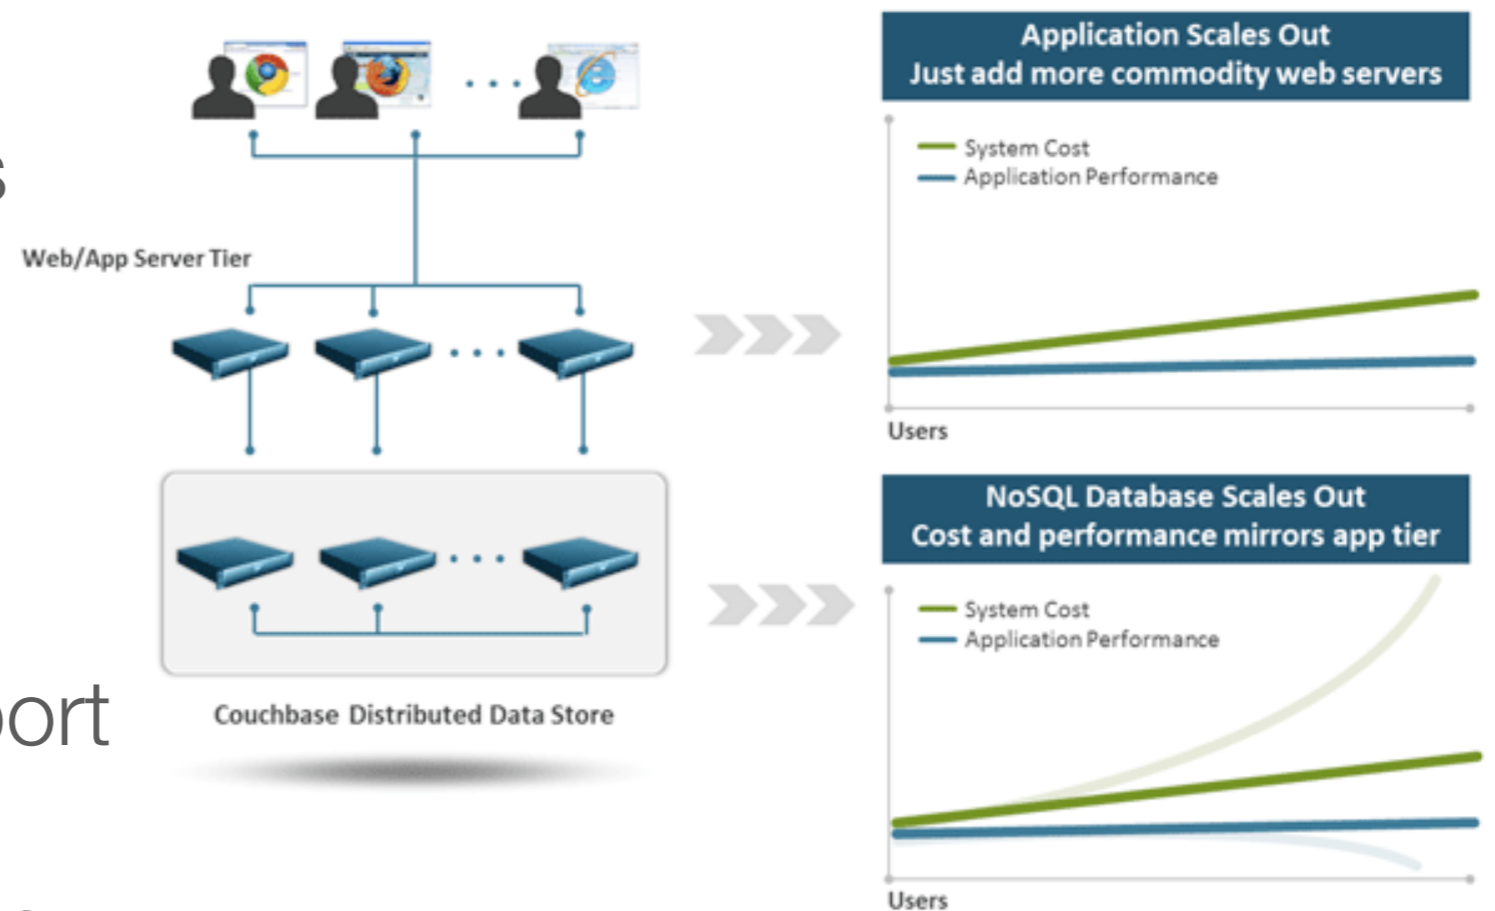 s
Web/App Server Tier
Couchbase Distributed Data Store
port
Application Scales Out
Just add more commodity web servers
System Cost
Application Performance
Users
NoSQL Database Scales Out
Cost and performance mirrors app tier
System Cost
Application Performance
Users